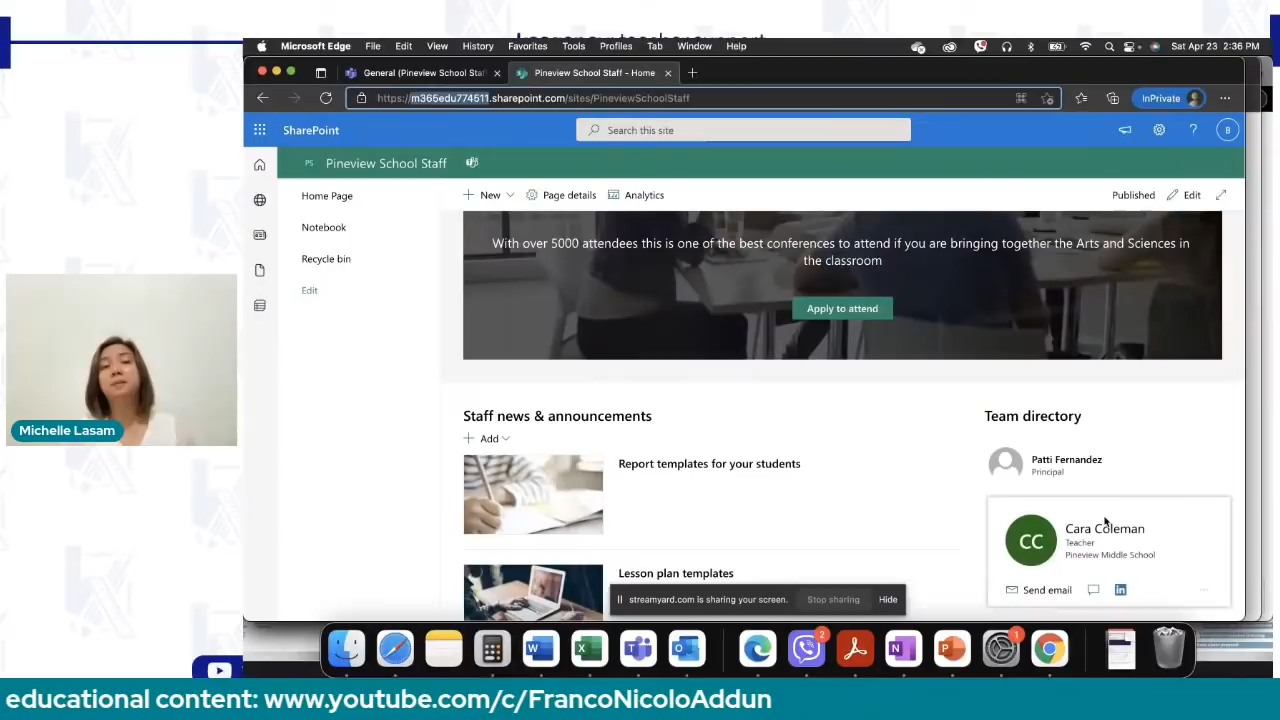 Microsoft Edge File Edit View History Favorites Tools Profiles Tab Window Help
Sat Apr 23 2:36 PM
General (Pineview School Staf
Pineview School Staff - Home
https://m365edu774511.sharepoint.com/sites/PineviewSchoolStaff
InPrivate
SharePoint
Search this site
B
PS Pineview School Staff
Home Page
Notebook
Recycle bin
Edit
New Page details Analytics
Published Edit
With over 5000 attendees this is one of the best conferences to attend if you are bringing together the Arts and Sciences in
the classroom
Apply to attend
Staff news & announcements
Add
Report templates for your students
Lesson plan templates
Team directory
Patti Fernandez
Principal
CC
Cara Coleman
Teacher
Pineview Middle School
Send email
in
streamyard.com is sharing your screen. Stop sharing Hide
Michelle Lasam
2
1
educational content: www.youtube.com/c/FrancoNicoloAddun